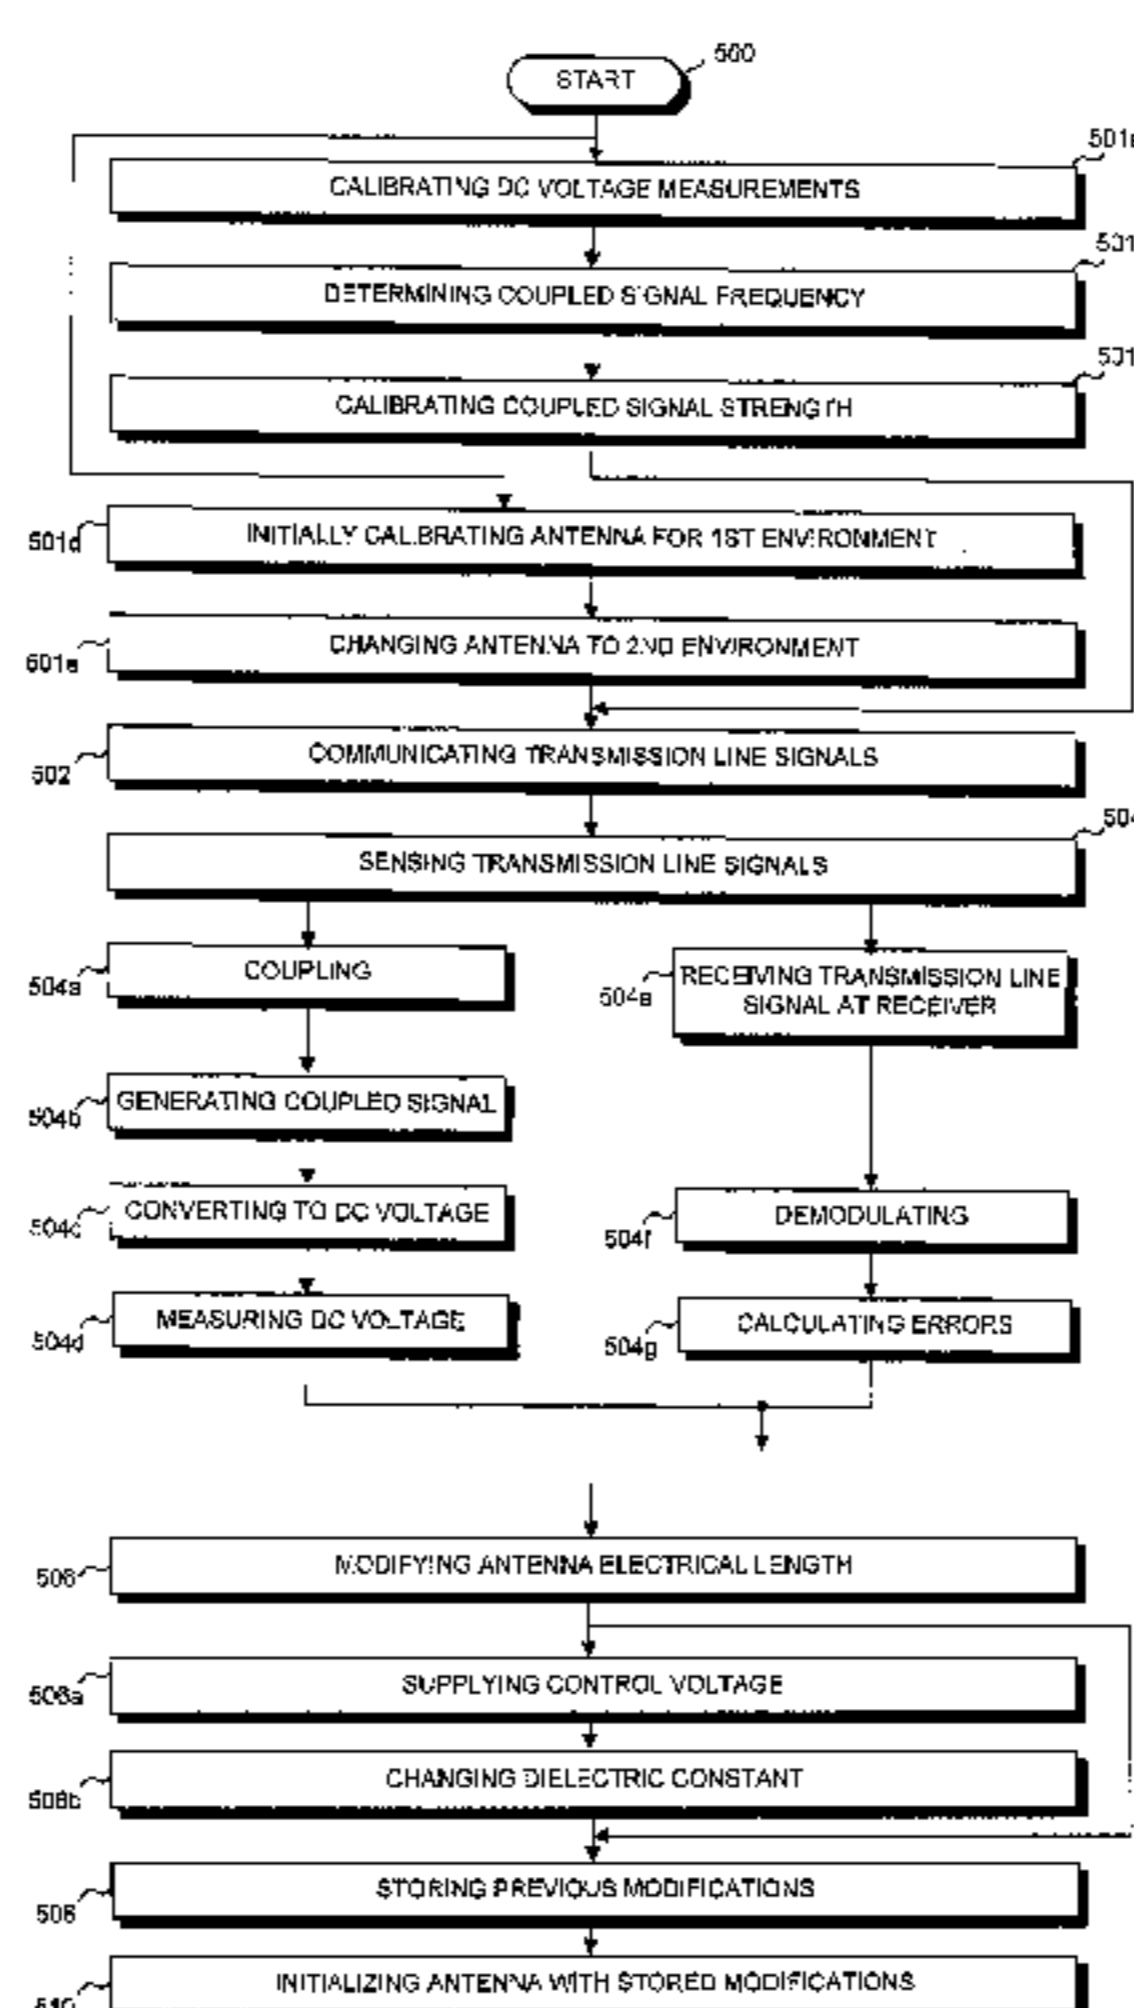 START
500
CALIBRATING DC VOLTAGE MEASUREMENTS
501
DETERMINING COUPLED SIGNAL FREQUENCY
501
CALIBRATING COUPLED SIGNAL STRENGTH
501
INITIALLY CALIBRATING ANTENNA FOR 1ST ENVIRONMENT
501d
CHANGING ANTENNA TO 2ND ENVIRONMENT
501e
COMMUNICATING TRANSMISSION LINE SIGNALS
502
504
SENSING TRANSMISSION LINE SIGNALS
COUPLING
504a
RECEIVING TRANSMISSION LINE
SIGNAL AT RECEIVER
504e
GENERATING COUPLED SIGNAL
504b
CONVERTING TO DC VOLTAGE
504c
DEMODULATING
504f
MEASURING DC VOLTAGE
504d
CALCULATING ERRORS
504g
MODIFYING ANTENNA ELECTRICAL LENGTH
506
SUPPLYING CONTROL VOLTAGE
506a
CHANGING DIELECTRIC CONSTANT
506b
STORING PREVIOUS MODIFICATIONS
508
INITIALIZING ANTENNA WITH STORED MODIFICATIONS